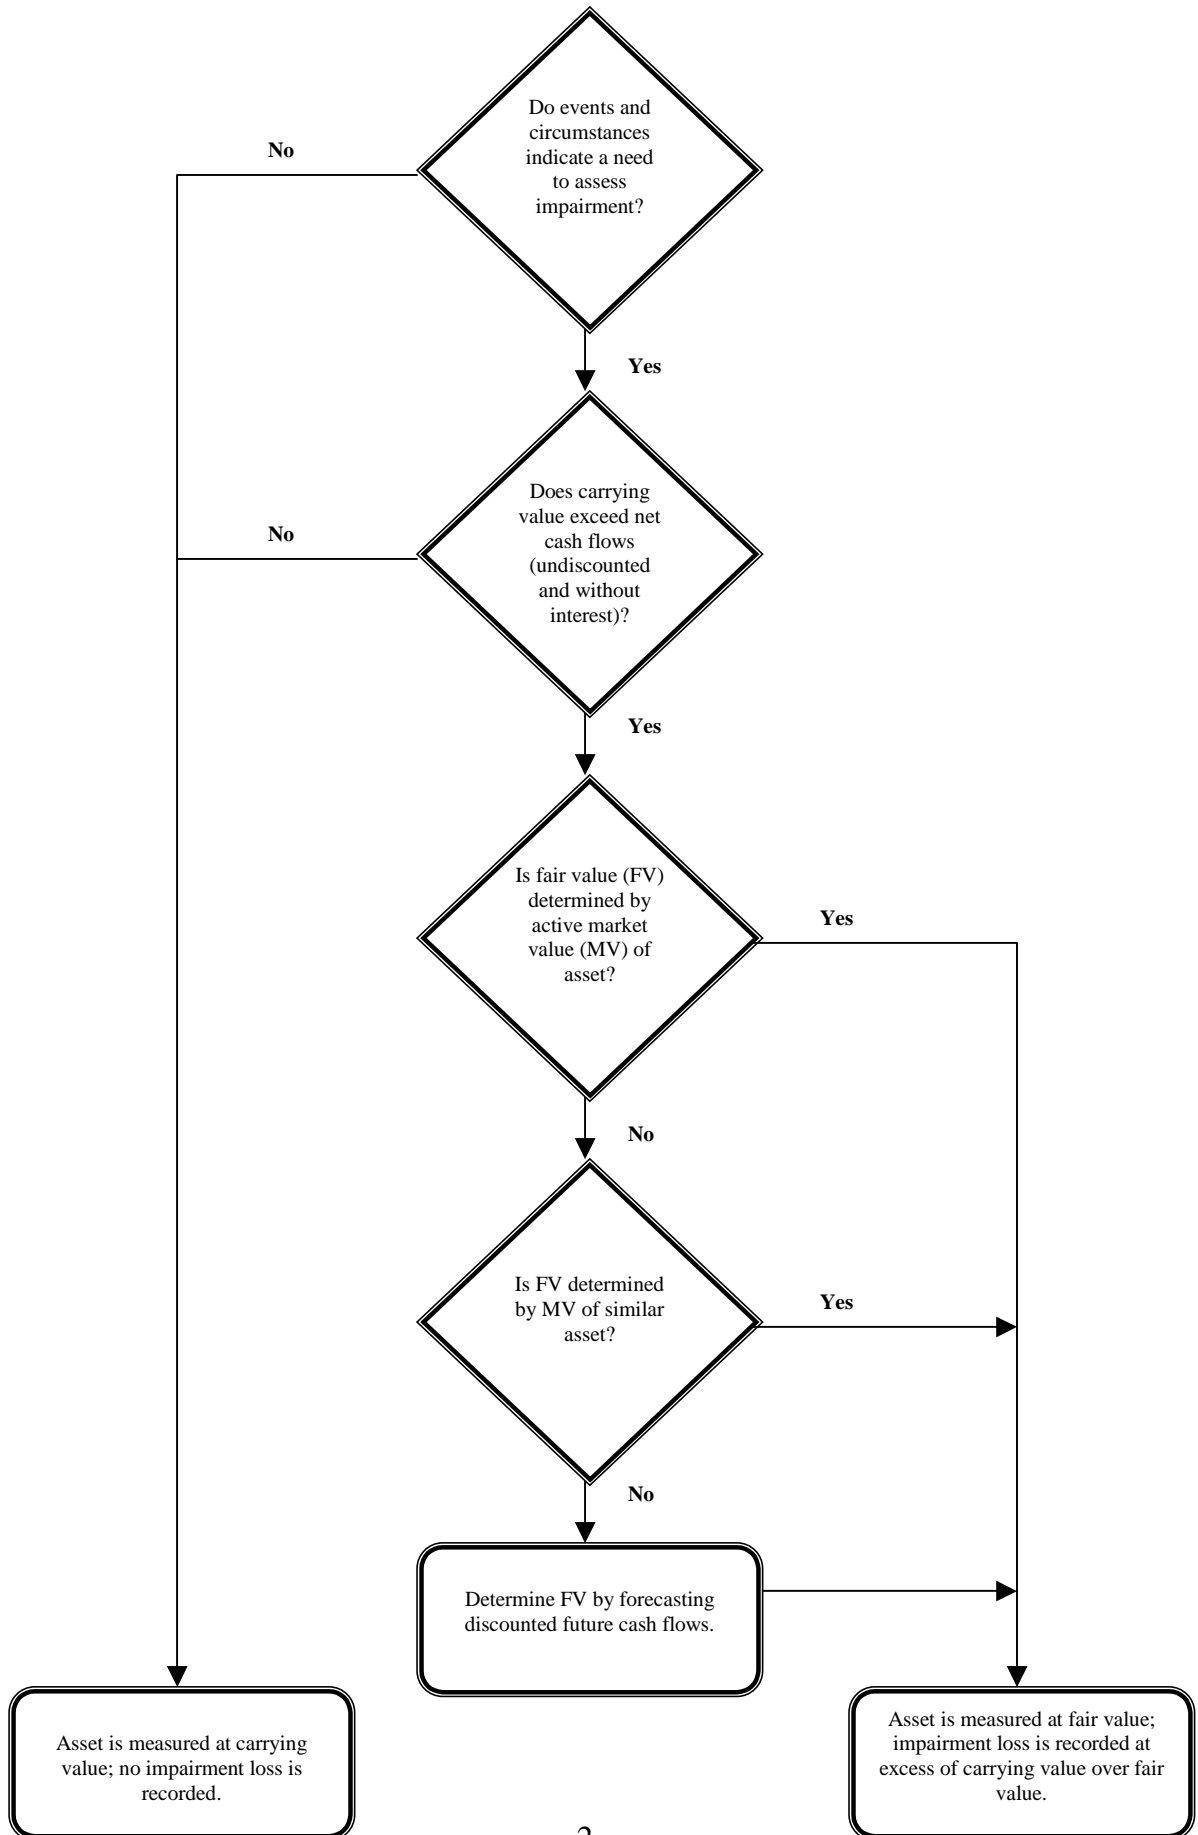 Do events and
circumstances
indicate a need
to assess
impairment?
No
Yes
Does carrying
value exceed net
cash flows
(undiscounted
and without
interest)?
No
Yes
Is fair value (FV)
determined by
active market
value (MV) of
asset?
Yes
No
Is FV determined
by MV of similar
asset?
Yes
No
Determine FV by forecasting
discounted future cash flows.
Asset is measured at carrying
value; no impairment loss is
recorded.
Asset is measured at fair value;
impairment loss is recorded at
excess of carrying value over fair
value.